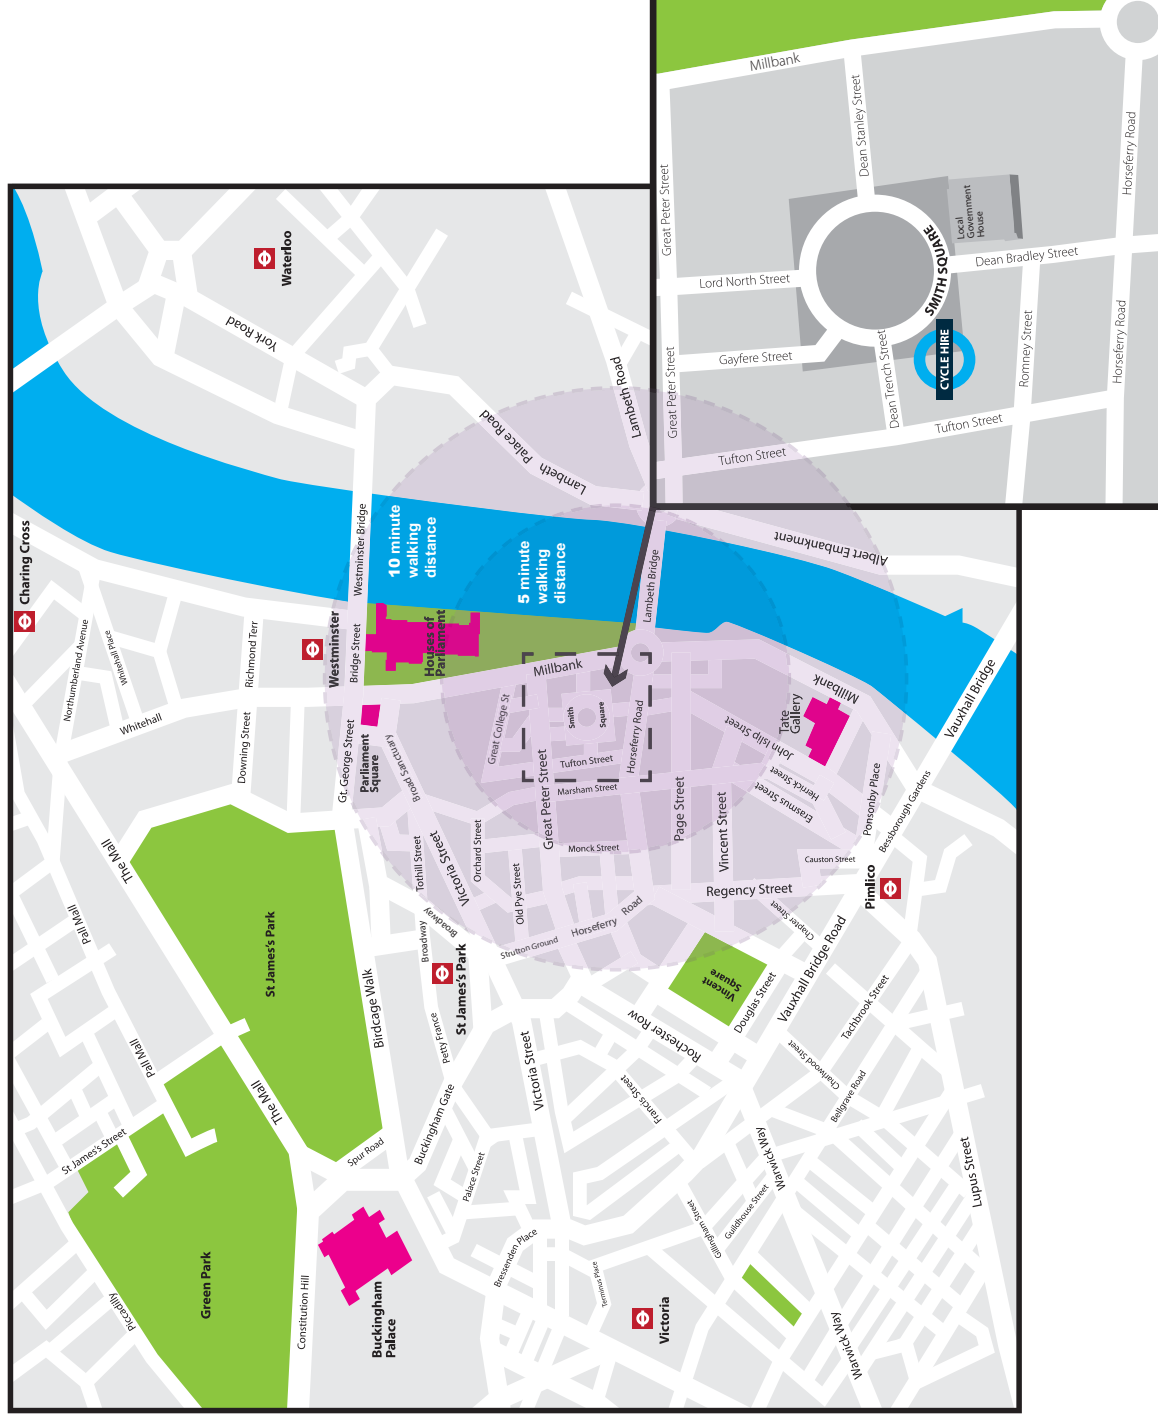 Millbank
Dean Stanley Street
Horseferry Road
Great Peter Street
Local
Government
House
SMITH SQUARE
Dean Bradley Street
Lord North Street
Gayfere Street
Dean Trench Street
CYCLE HIRE
Romney Street
Horseferry Road
Great Peter Street
Tufton Street
Tufton Street
Waterloo
York Road
Lambeth Road
Lambeth
Palace Road
Charing Cross
Westminster Bridge
10 minute
walking
distance
5 minute
walking
distance
Albert Embankment
Lambeth Bridge
Northumberland Avenue
Whitehall Place
Richmond Terr
Westminster
Bridge Street
Houses of
Parliament
Millbank
Millbank
Vauxhall Bridge
Whitehall
Downing Street
Gt. George Street
Parliament
Square
Broad Sanctuary
Great College St
Smith
Square
Horseferry Road
Tufton Street
John Islip Street
Tate
Gallery
Marsham Street
Great Peter Street
Herrick Street
Erasmus Street
Ponsonby Place
Bessborough Gardens
Page Street
Vincent Street
Monck Street
Causton Street
The Mall
Pall Mall
St James's Park
Tothill Street
Victoria Street
Orchard Street
Old Pye Street
Regency Street
Pimlico
Broadway
Broadway
Strutton Ground
Horseferry
Road
Chapter Street
Vauxhall Bridge Road
St James's Park
Birdcage Walk
Vincent
Square
Douglas Street
Tachbrook Street
Rochester Row
Petty France
Victoria Street
Pall Mall
The Mall
Charlwood Street
Bellgrave Road
Francis Street
Buckingham Gate
St James's Street
Spur Road
Palace Street
Warwick Way
Lupus Street
Guildhouse Street
Gillingham Street
Green Park
Piccadilly
Constitution Hill
Buckingham
Palace
Bressenden Place
Terminus Place
Victoria
Warwick Way